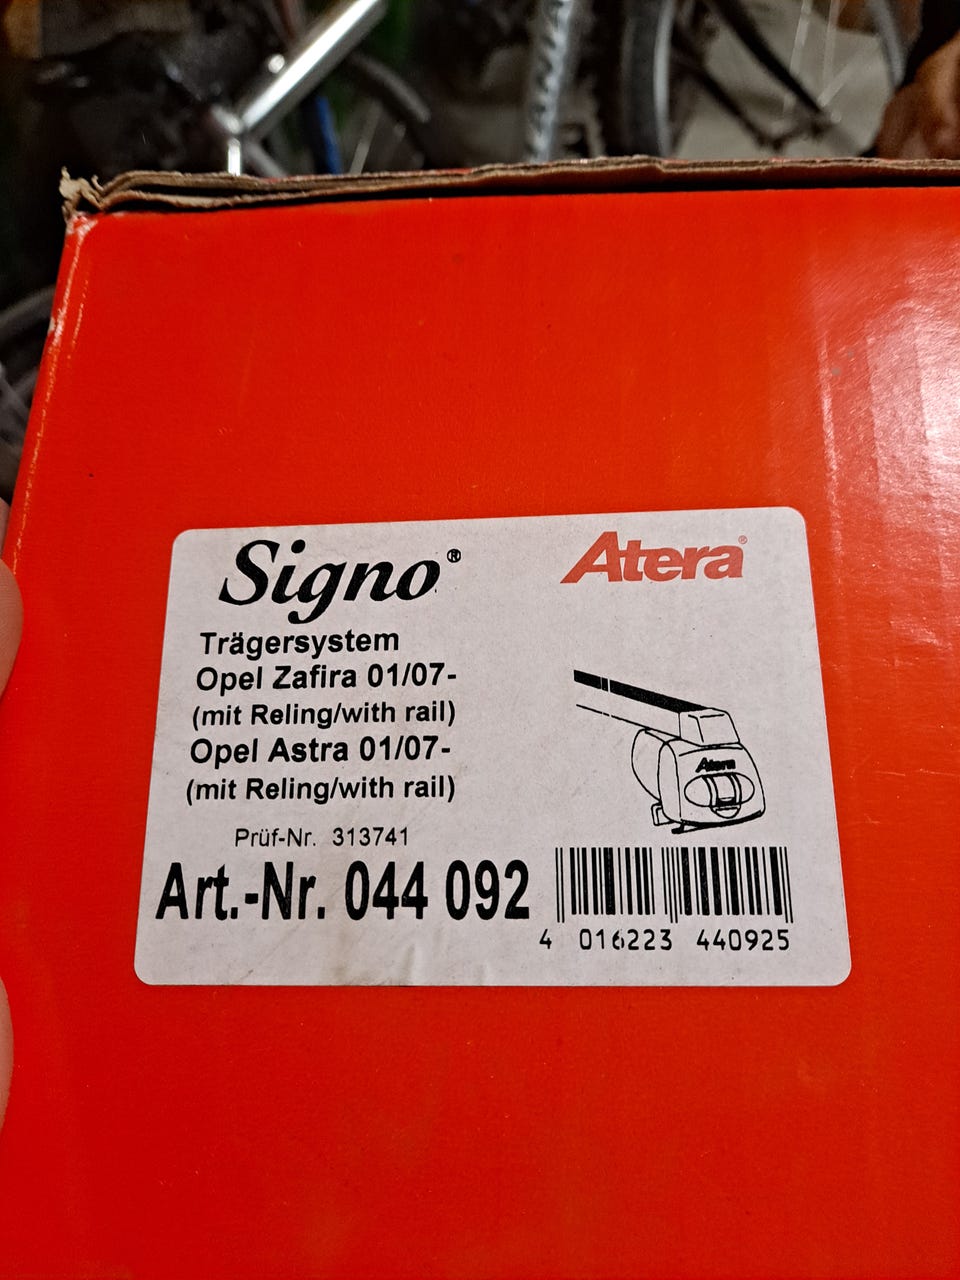 Signo®
Atera®
Trägersystem
Opel Zafira 01/07-
(mit Reling/with rail)
Opel Astra 01/07-
(mit Reling/with rail)
Atera
Prüf-Nr. 313741
Art.-Nr. 044 092
4 016223 440925